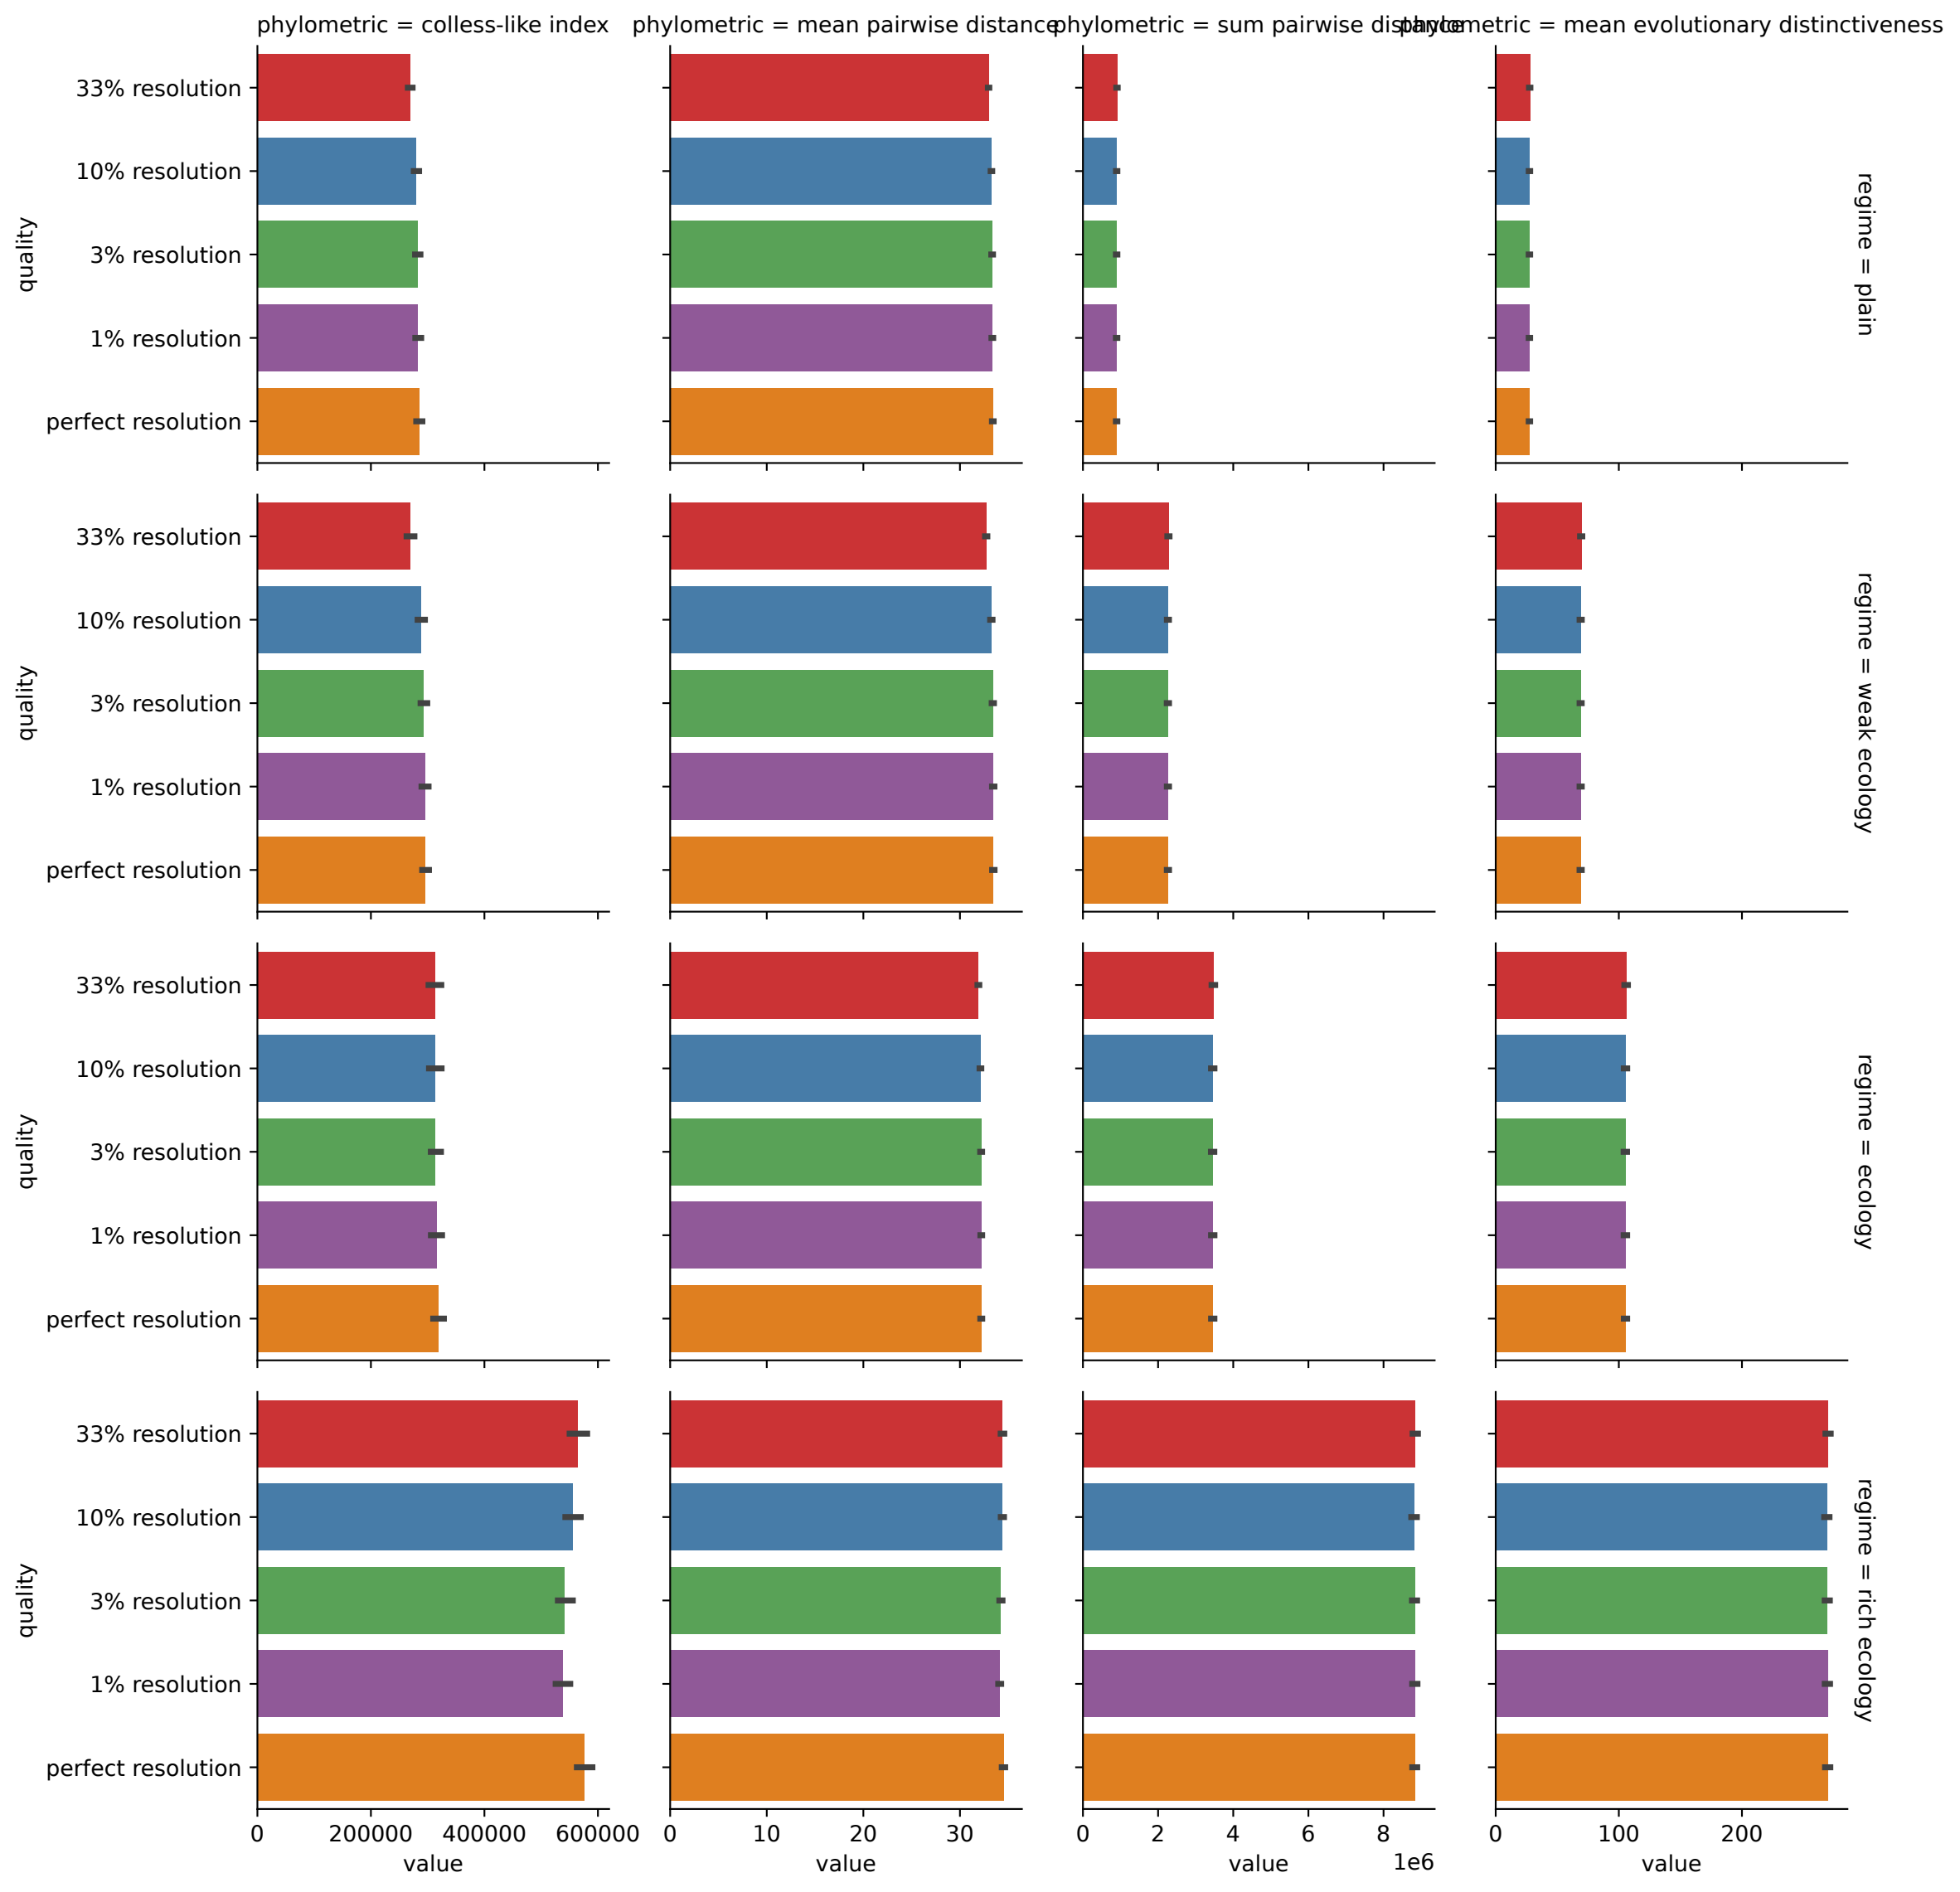 phylometric = colless-like index
phylometric = mean pairwise distance
phylometric = sum pairwise distance
phylometric = mean evolutionary distinctiveness
quality
33% resolution
10% resolution
3% resolution
1% resolution
perfect resolution
regime = plain
quality
33% resolution
10% resolution
3% resolution
1% resolution
perfect resolution
regime = weak ecology
quality
33% resolution
10% resolution
3% resolution
1% resolution
perfect resolution
regime = ecology
quality
33% resolution
10% resolution
3% resolution
1% resolution
perfect resolution
regime = rich ecology
0 200000 400000 600000
value
0 10 20 30
value
0 2 4 6 8
1e6
value
0 100 200
value